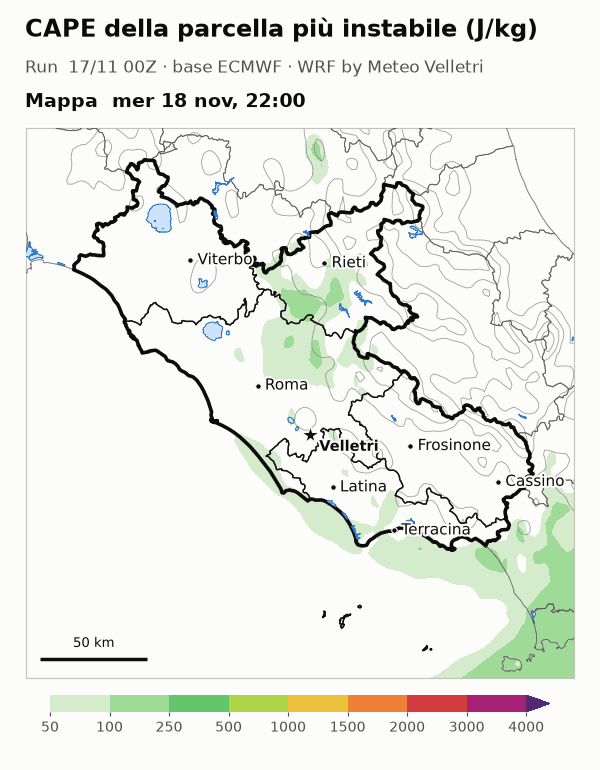 CAPE della parcella più instabile (J/kg)
Run  17/11 00Z · base ECMWF · WRF by Meteo Velletri
Mappa  mer 18 nov, 22:00
Viterbo
Rieti
Roma
Velletri
Frosinone
Latina
Cassino
Terracina
50 km
50 100 250 500 1000 1500 2000 3000 4000